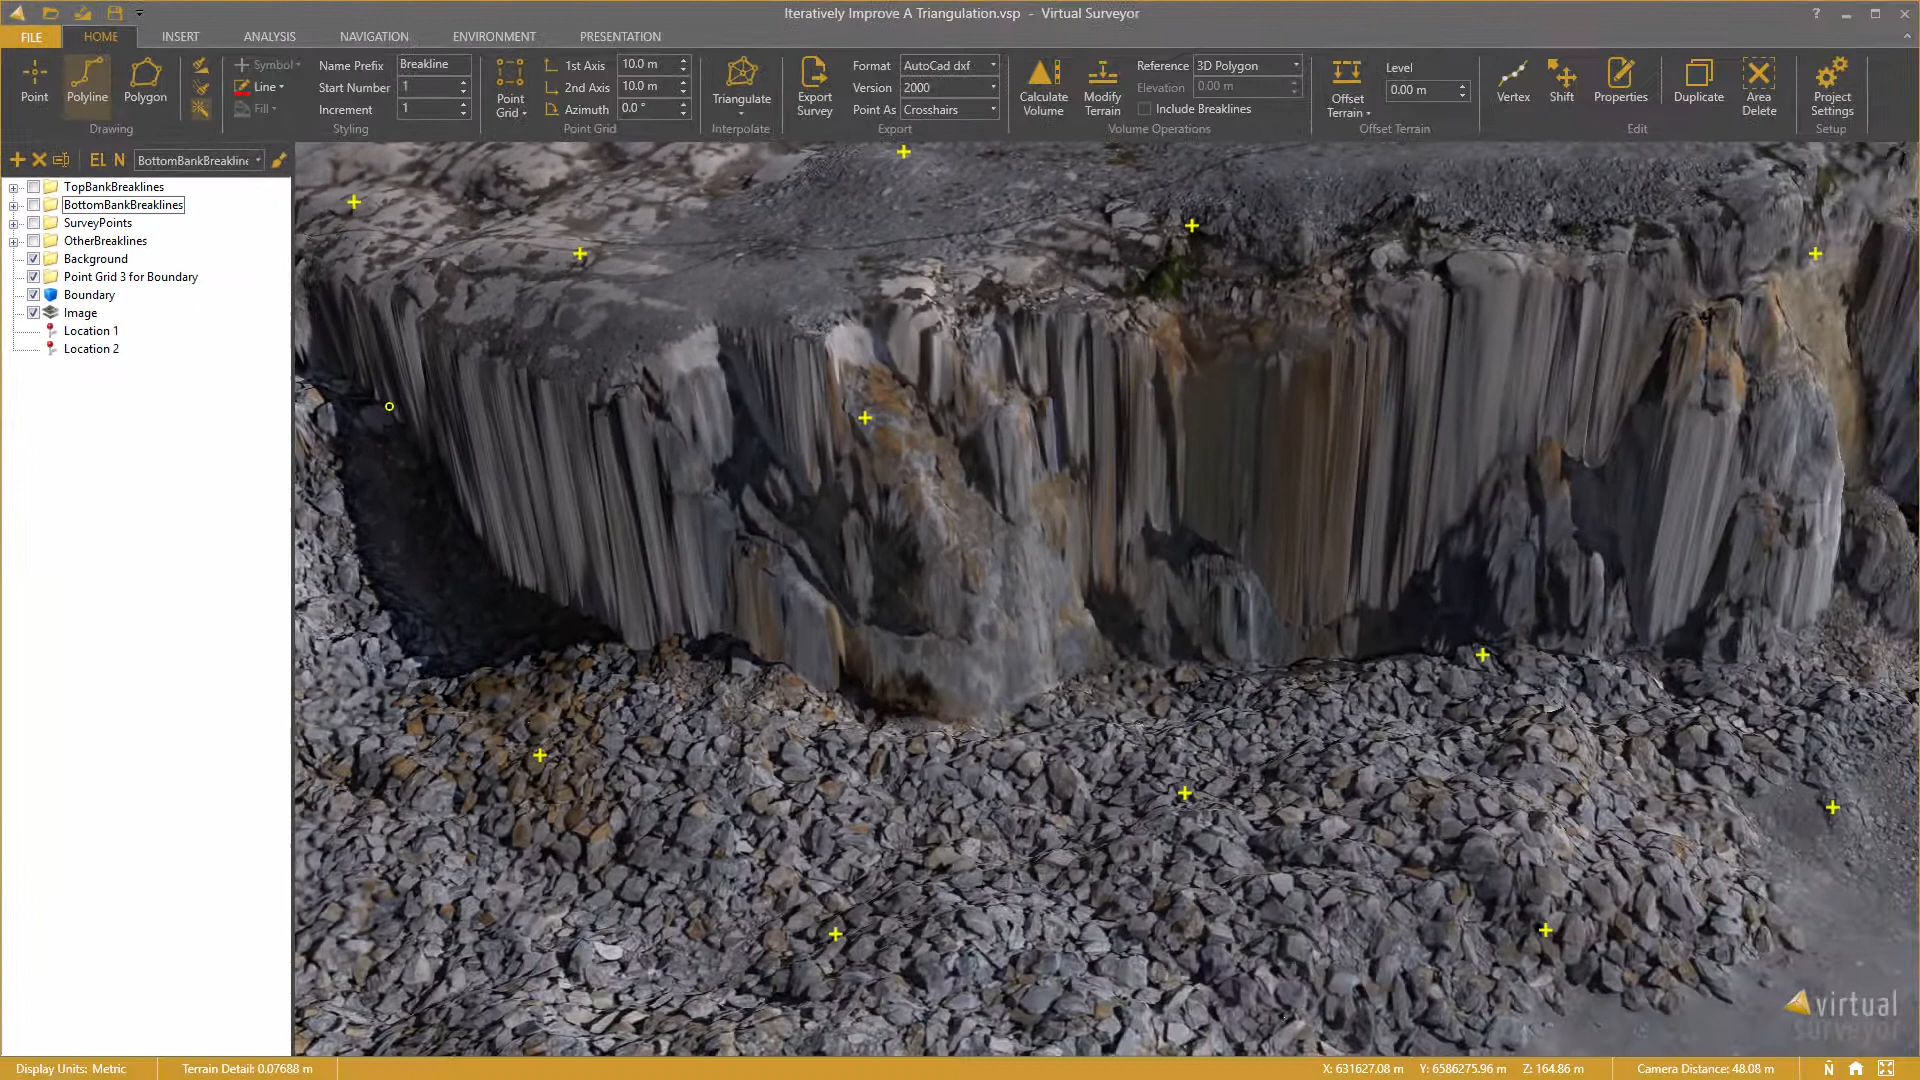 Iteratively Improve A Triangulation.vsp - Virtual Surveyor
?
FILE HOME INSERT ANALYSIS NAVIGATION ENVIRONMENT PRESENTATION
Point Polyline Polygon
Drawing
Symbol
Line
Fill
Styling
Name Prefix Breakline
Start Number 1
Increment 1
Point Grid
1st Axis 10.0 m
2nd Axis 10.0 m
Azimuth 0.0 °
Point Grid
Triangulate
Interpolate
Export Survey
Format AutoCad dxf
Version 2000
Point As Crosshairs
Export
Calculate Volume
Modify Terrain
Reference 3D Polygon
Elevation 0.00 m
Include Breaklines
Volume Operations
Offset Terrain
Level
0.00 m
Offset Terrain
Vertex Shift Properties Duplicate Area Delete
Edit
Project Settings
Setup
EL N BottomBankBreakline
TopBankBreaklines
BottomBankBreaklines
SurveyPoints
OtherBreaklines
Background
Point Grid 3 for Boundary
Boundary
Image
Location 1
Location 2
virtual
surveyor
Display Units: Metric Terrain Detail: 0.07688 m X: 631627.08 m Y: 6586275.96 m Z: 164.86 m Camera Distance: 48.08 m N